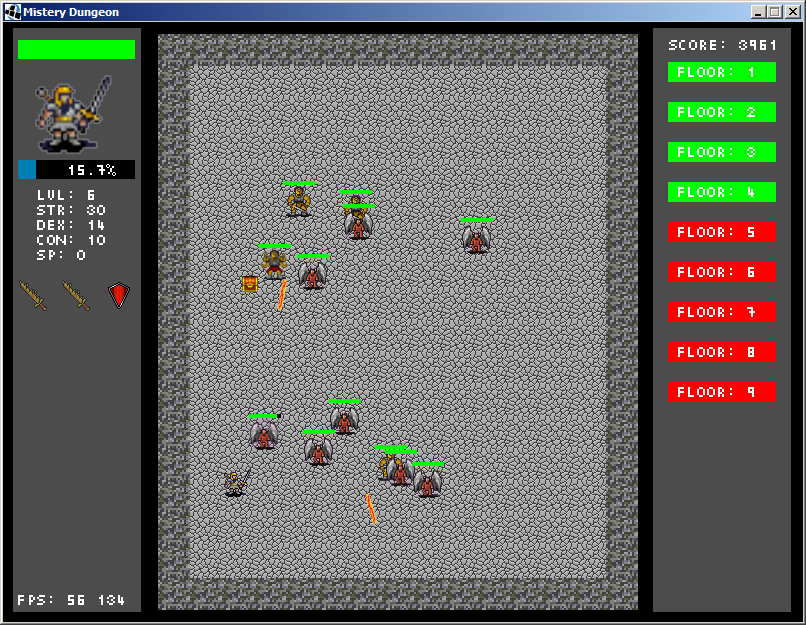 Mistery Dungeon
15.7%
LVL: 6
STR: 30
DEX: 14
CON: 10
SP: 0
FPS: 56 134
SCORE: 3961
FLOOR: 1
FLOOR: 2
FLOOR: 3
FLOOR: 4
FLOOR: 5
FLOOR: 6
FLOOR: 7
FLOOR: 8
FLOOR: 9